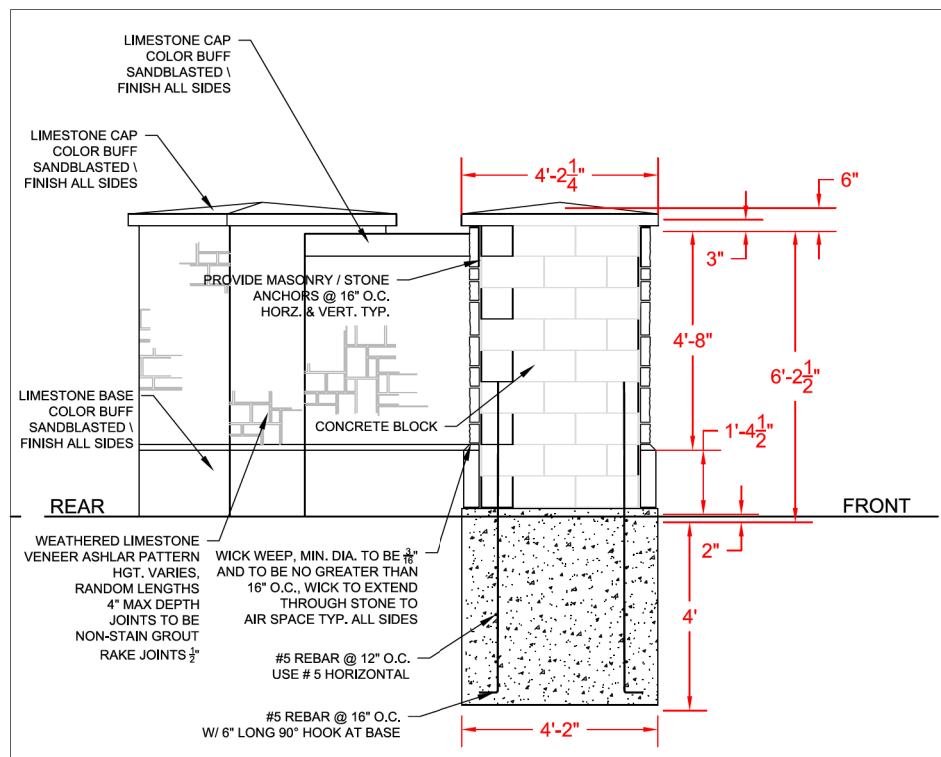 LIMESTONE CAP
COLOR BUFF
SANDBLASTED \
FINISH ALL SIDES
LIMESTONE CAP
COLOR BUFF
SANDBLASTED \
FINISH ALL SIDES
4'-2 1/4"
6"
3"
PROVIDE MASONRY / STONE
ANCHORS @ 16" O.C.
HORZ. & VERT. TYP.
4'-8"
6'-2 1/2"
LIMESTONE BASE
COLOR BUFF
SANDBLASTED \
FINISH ALL SIDES
CONCRETE BLOCK
1'-4 1/2"
REAR
FRONT
WEATHERED LIMESTONE
VENEER ASHLAR PATTERN
HGT. VARIES,
RANDOM LENGTHS
4" MAX DEPTH
JOINTS TO BE
NON-STAIN GROUT
RAKE JOINTS 1/2"
WICK WEEP, MIN. DIA. TO BE 3/16"
AND TO BE NO GREATER THAN
16" O.C., WICK TO EXTEND
THROUGH STONE TO
AIR SPACE TYP. ALL SIDES
2"
4'
#5 REBAR @ 12" O.C.
USE # 5 HORIZONTAL
#5 REBAR @ 16" O.C.
W/ 6" LONG 90° HOOK AT BASE
4'-2"